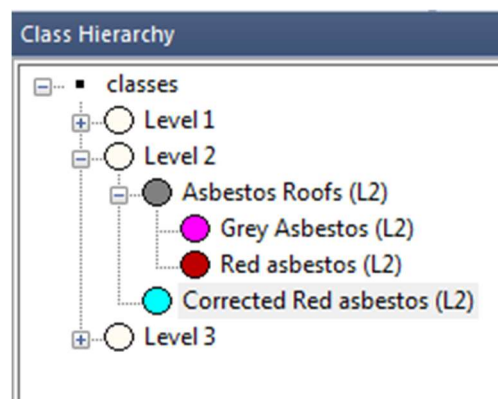 Class Hierarchy
classes
Level 1
Level 2
Asbestos Roofs (L2)
Grey Asbestos (L2)
Red asbestos (L2)
Corrected Red asbestos (L2)
Level 3